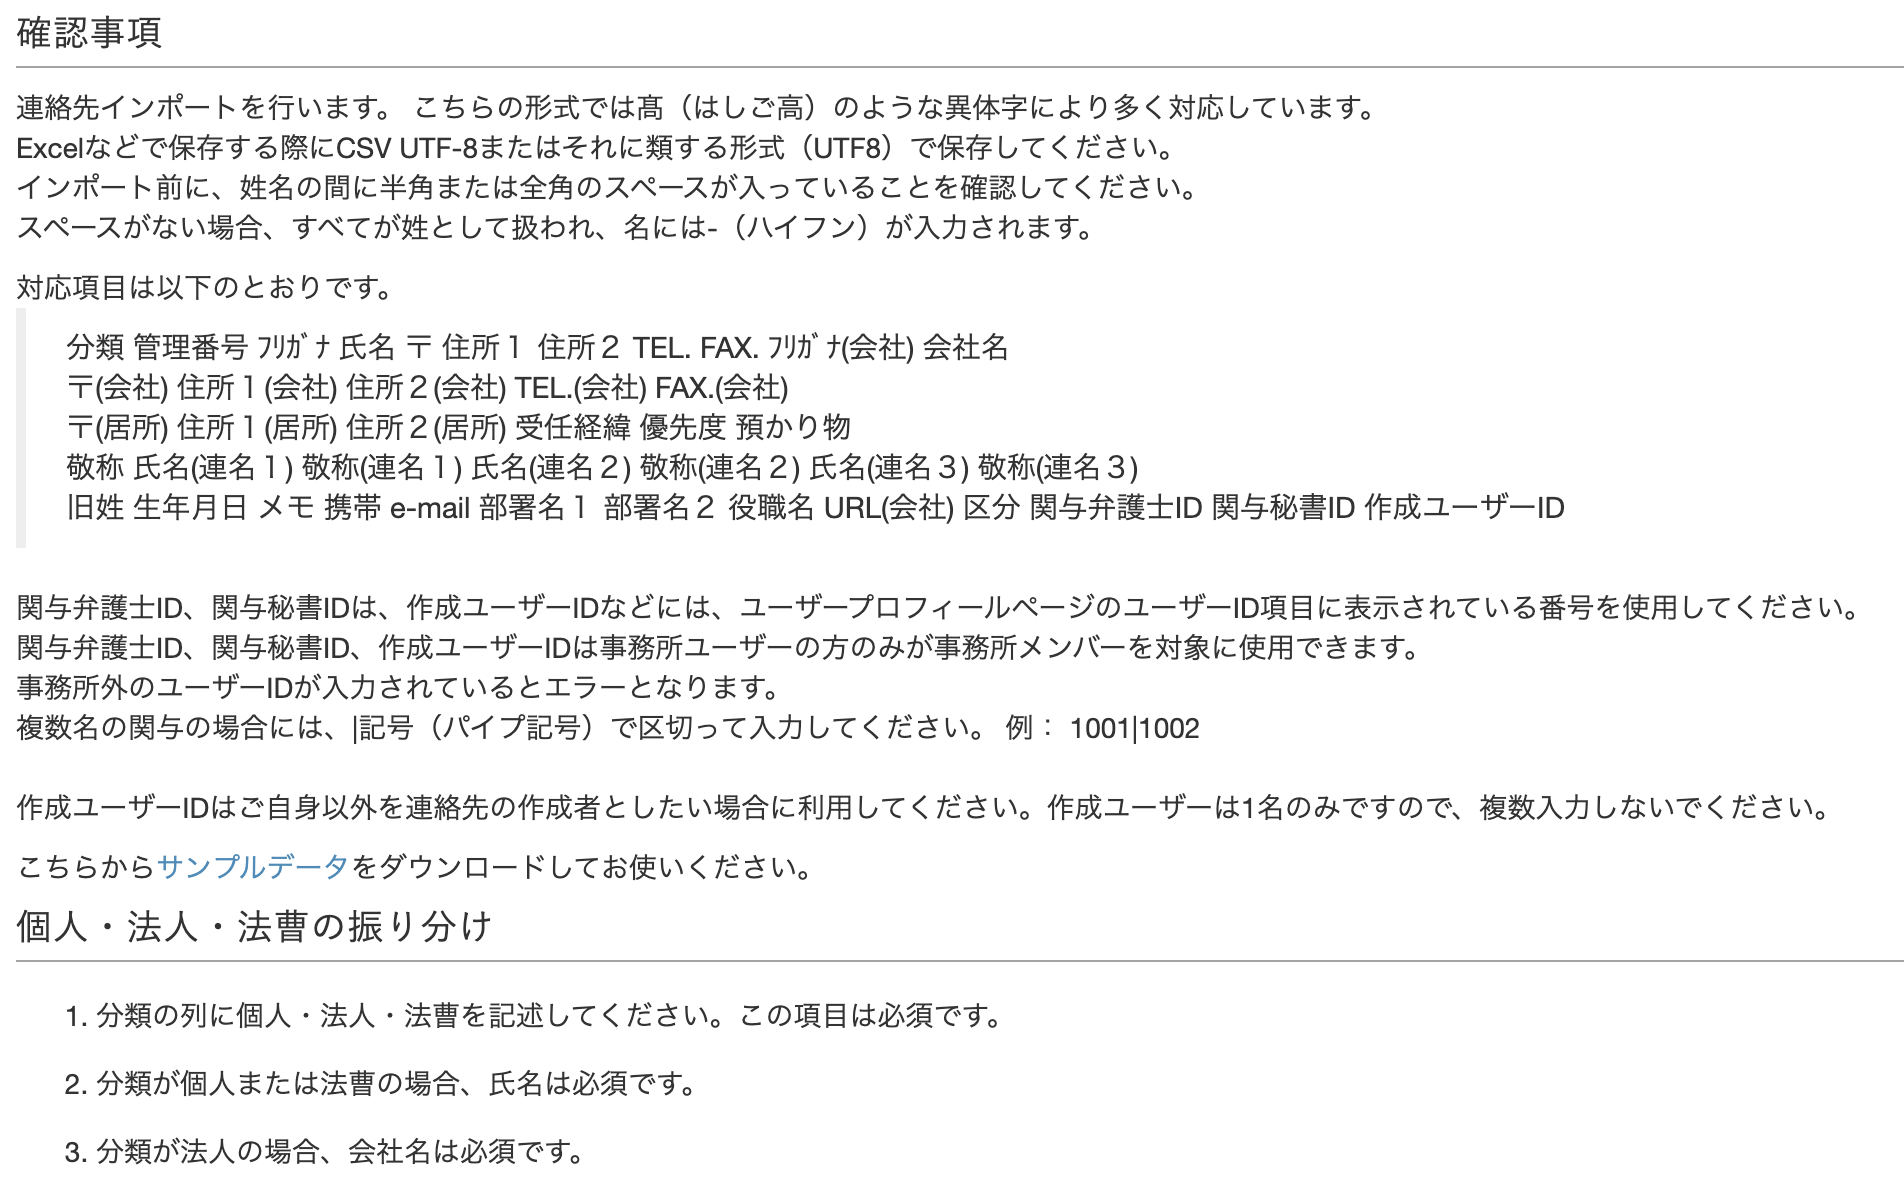 確認事項
連絡先インポートを行います。 こちらの形式では髙（はしご高）のような異体字により多く対応しています。
Excelなどで保存する際にCSV UTF-8またはそれに類する形式（UTF8）で保存してください。
インポート前に、姓名の間に半角または全角のスペースが入っていることを確認してください。
スペースがない場合、すべてが姓として扱われ、名には-（ハイフン）が入力されます。
対応項目は以下のとおりです。
分類 管理番号 ﾌﾘｶﾞﾅ 氏名 〒 住所１ 住所２ TEL. FAX. ﾌﾘｶﾞﾅ(会社) 会社名
〒(会社) 住所１(会社) 住所２(会社) TEL.(会社) FAX.(会社)
〒(居所) 住所１(居所) 住所２(居所) 受任経緯 優先度 預かり物
敬称 氏名(連名１) 敬称(連名１) 氏名(連名２) 敬称(連名２) 氏名(連名３) 敬称(連名３)
旧姓 生年月日 メモ 携帯 e-mail 部署名１ 部署名２ 役職名 URL(会社) 区分 関与弁護士ID 関与秘書ID 作成ユーザーID
関与弁護士ID、関与秘書IDは、作成ユーザーIDなどには、ユーザープロフィールページのユーザーID項目に表示されている番号を使用してください。
関与弁護士ID、関与秘書ID、作成ユーザーIDは事務所ユーザーの方のみが事務所メンバーを対象に使用できます。
事務所外のユーザーIDが入力されているとエラーとなります。
複数名の関与の場合には、|記号（パイプ記号）で区切って入力してください。 例： 1001|1002
作成ユーザーIDはご自身以外を連絡先の作成者としたい場合に利用してください。作成ユーザーは1名のみですので、複数入力しないでください。
こちらからサンプルデータをダウンロードしてお使いください。
個人・法人・法曹の振り分け
1. 分類の列に個人・法人・法曹を記述してください。この項目は必須です。
2. 分類が個人または法曹の場合、氏名は必須です。
3. 分類が法人の場合、会社名は必須です。